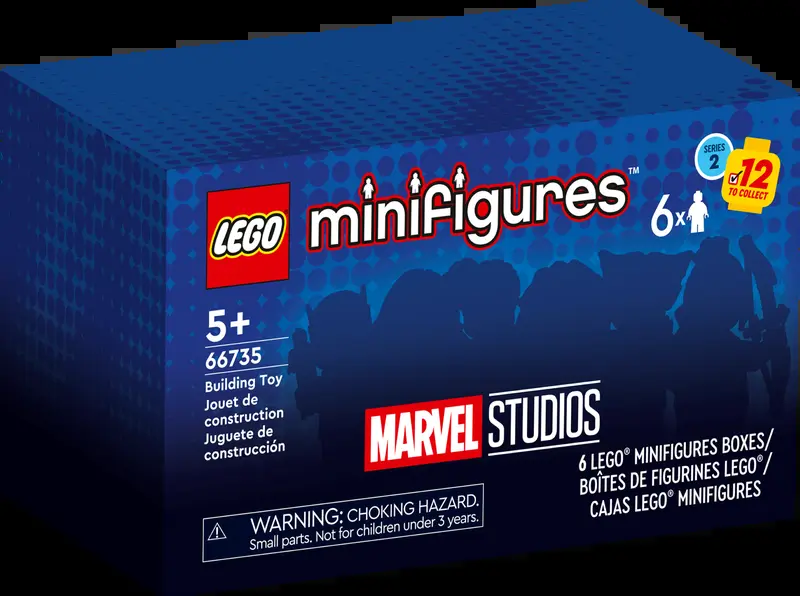 LEGO
minifigures™
SERIES
2
12
TO COLLECT
6x
5+
66735
Building Toy
Jouet de
construction
Juguete de
construcción
MARVEL STUDIOS
6 LEGO® MINIFIGURES BOXES/
BOÎTES DE FIGURINES LEGO®/
CAJAS LEGO® MINIFIGURES
WARNING: CHOKING HAZARD.
Small parts. Not for children under 3 years.